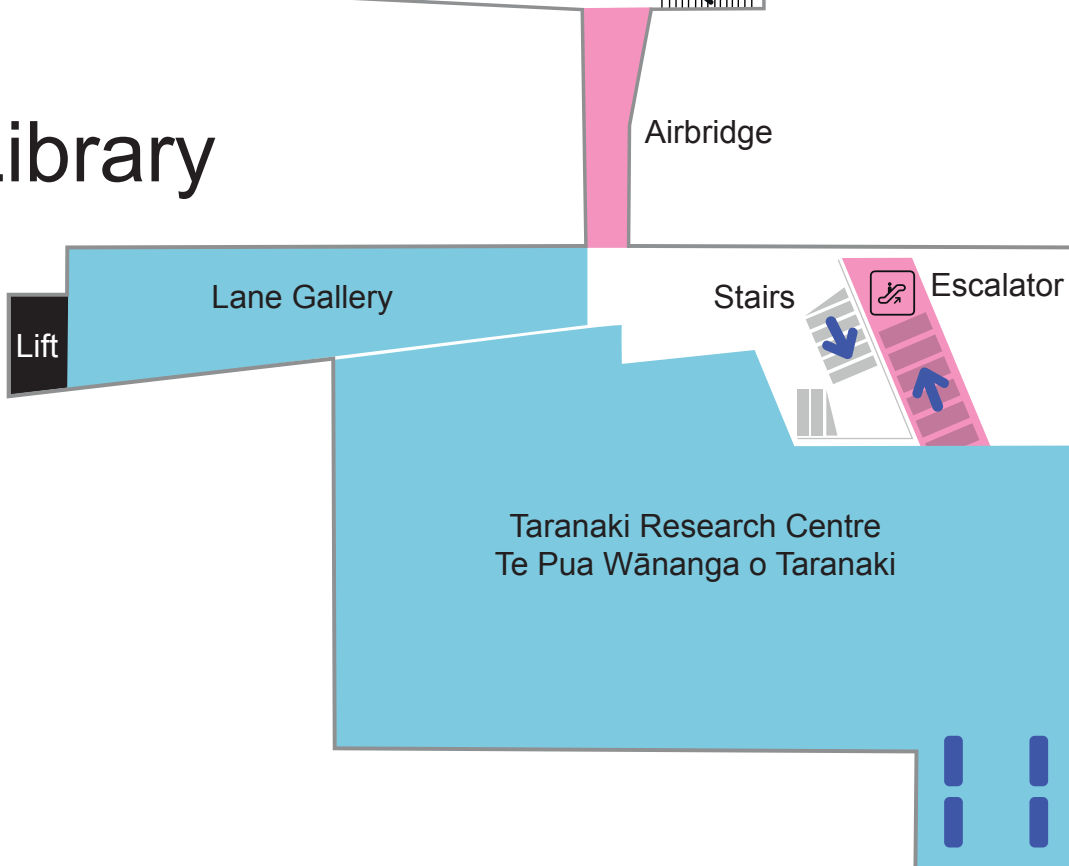 Library
Airbridge
Lane Gallery
Stairs
Escalator
Lift
Taranaki Research Centre
Te Pua Wānanga o Taranaki